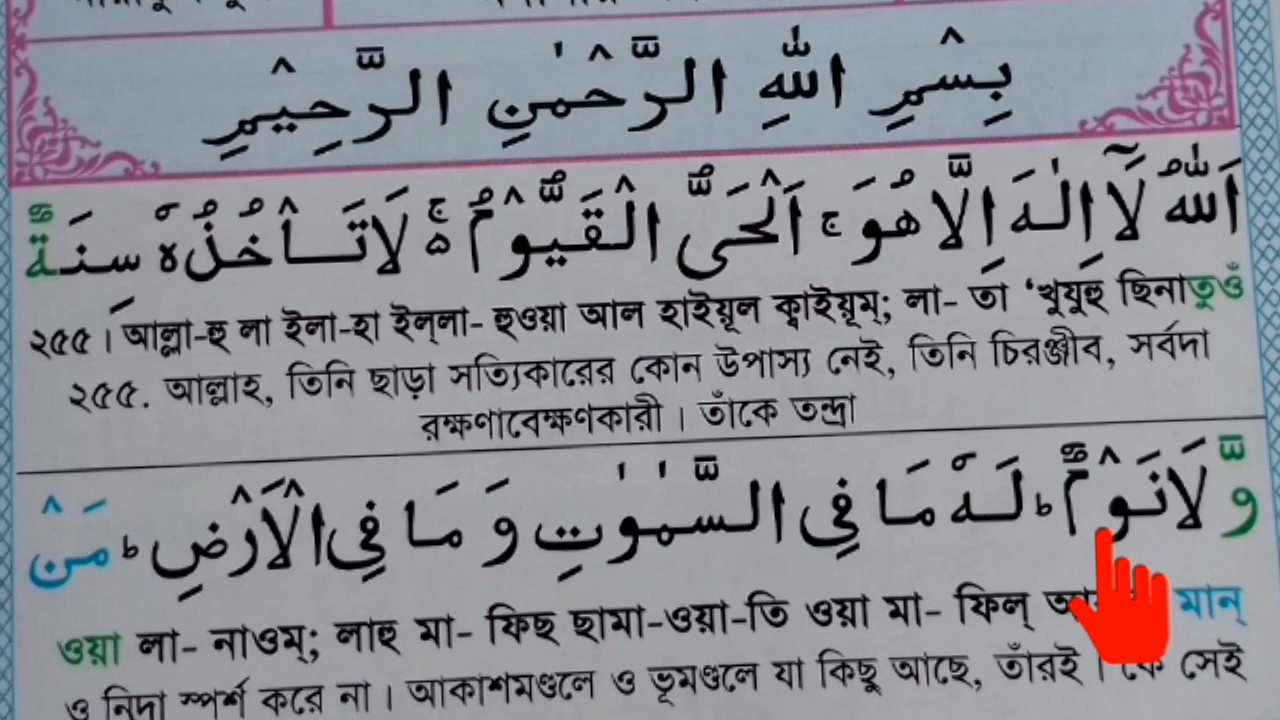 بِسْمِ اللّٰهِ الرَّحْمٰنِ الرَّحِيْمِ
اَللّٰهُ لَآ اِلٰهَ اِلَّا هُوَ ۚ اَلْحَىُّ الْقَيُّوْمُ ۚ۬ لَا تَاْخُذُهٗ سِنَةٌ
২৫৫ । আল্লা-হু লা ইলা-হা ইল্লা- হুওয়া আল হাইয়্যূল ক্বাইয়্যূম্; লা- তা ‘খুযুহু ছিনাতুওঁ
২৫৫. আল্লাহ, তিনি ছাড়া সত্যিকারের কোন উপাস্য নেই, তিনি চিরঞ্জীব, সর্বদা
রক্ষণাবেক্ষণকারী । তাঁকে তন্দ্রা
وَّلَا نَوْمٌ ؕ لَهٗ مَا فِى السَّمٰوٰتِ وَ مَا فِى الْاَرْضِ ؕ مَنْ
ওয়া লা- নাওম্; লাহু মা- ফিছ ছামা-ওয়া-তি ওয়া মা- ফিল্ মান্
ও নিদ্রা স্পর্শ করে না । আকাশমণ্ডলে ও ভূমণ্ডলে যা কিছু আছে, তাঁরই । কে সেই